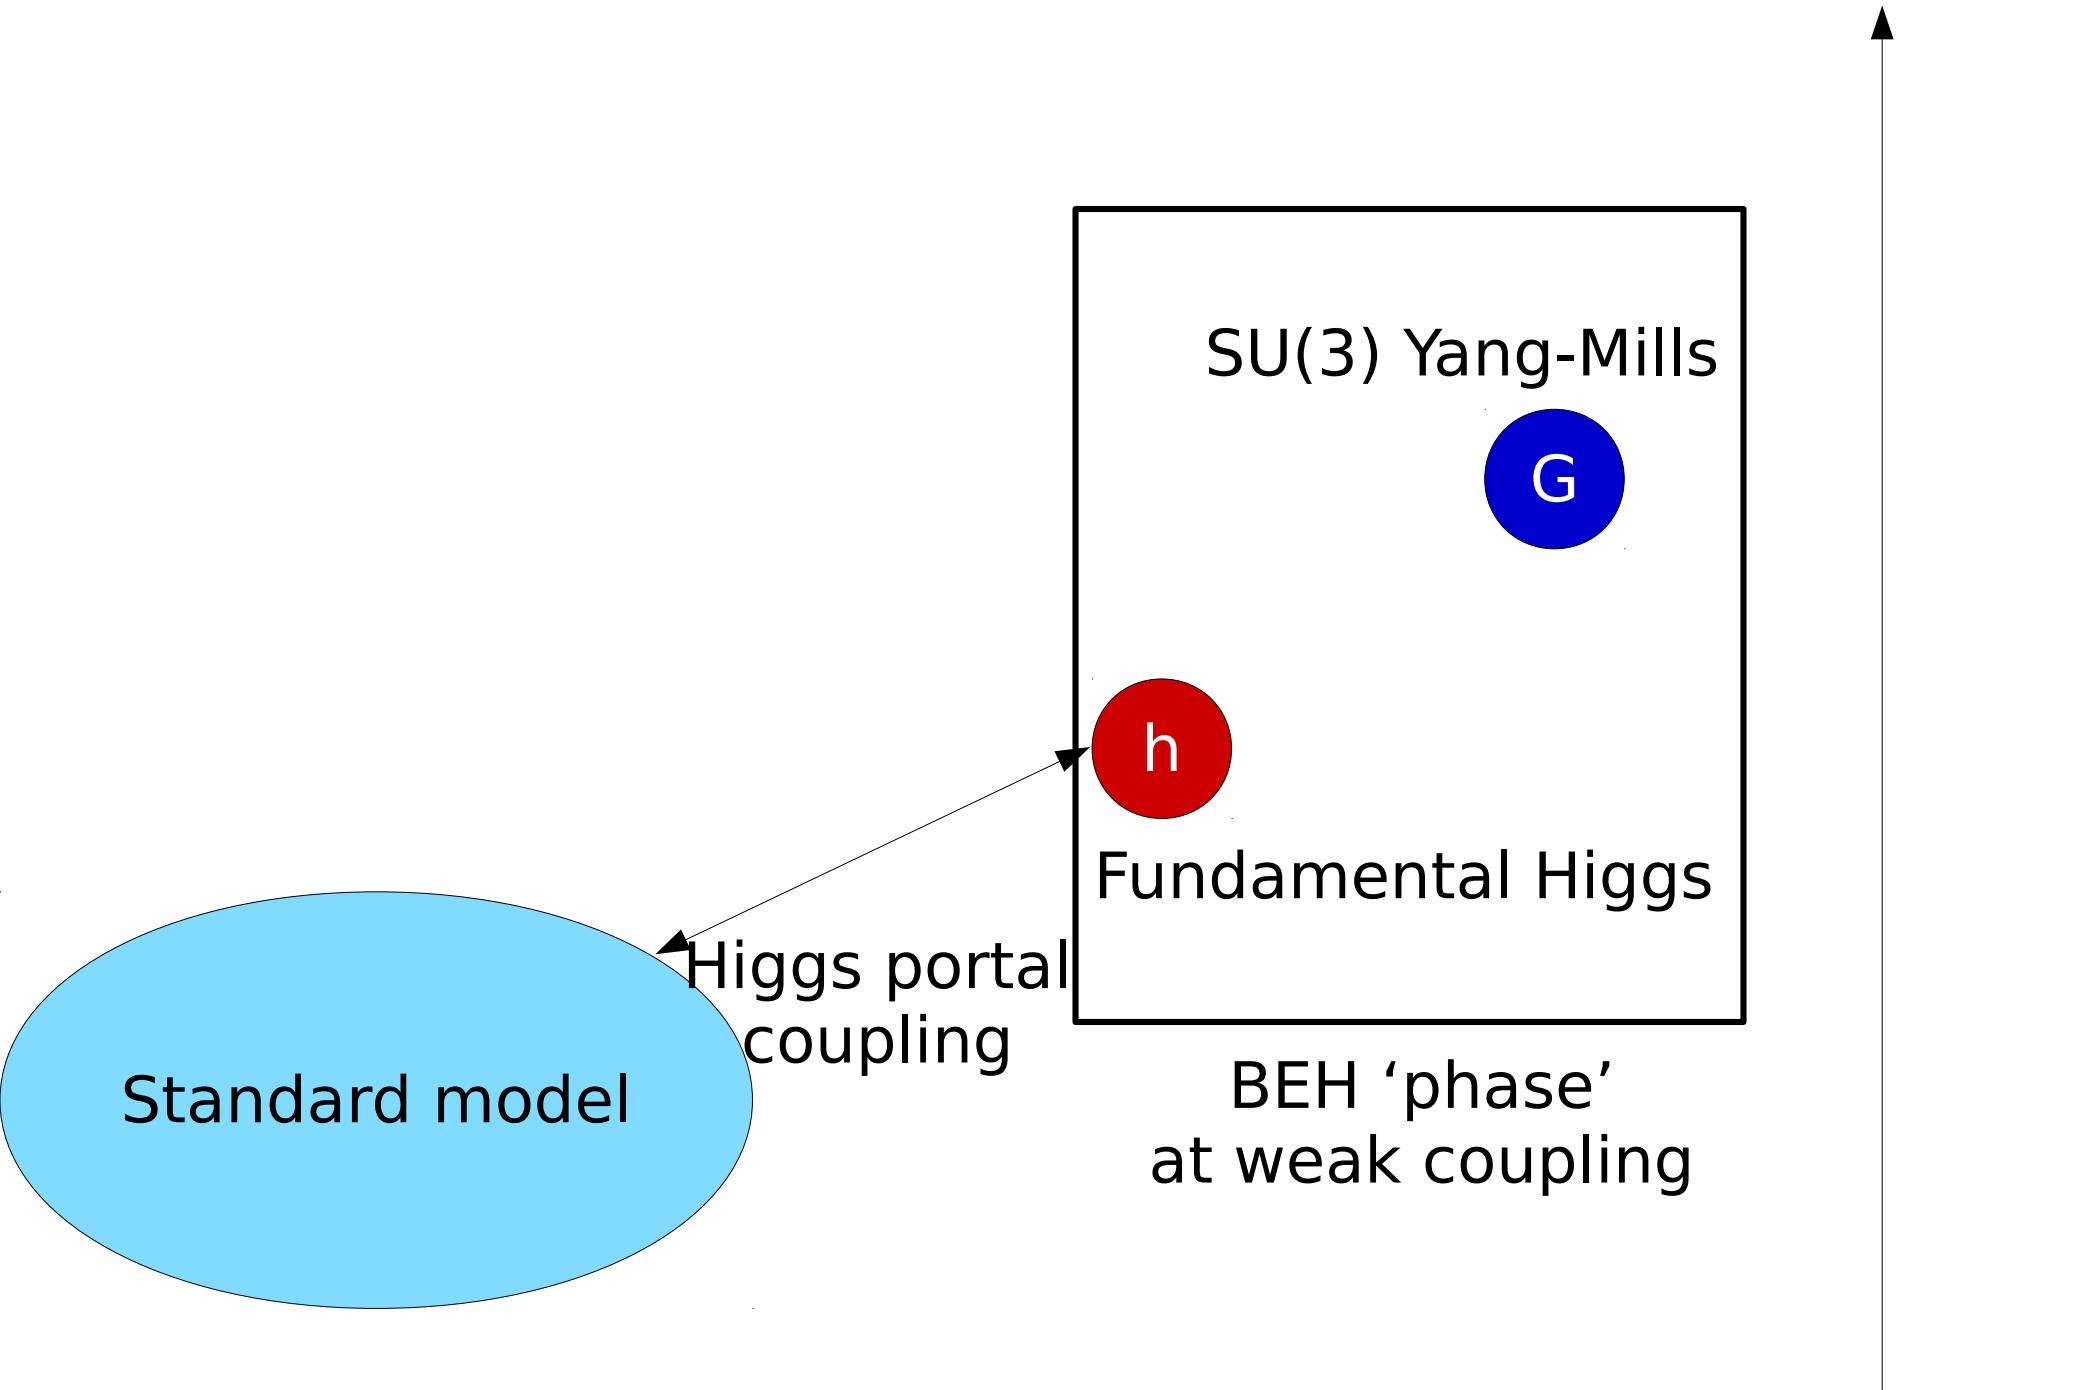 SU(3) Yang-Mills
G
h
Fundamental Higgs
Higgs portal
coupling
Standard model
BEH ‘phase’
at weak coupling